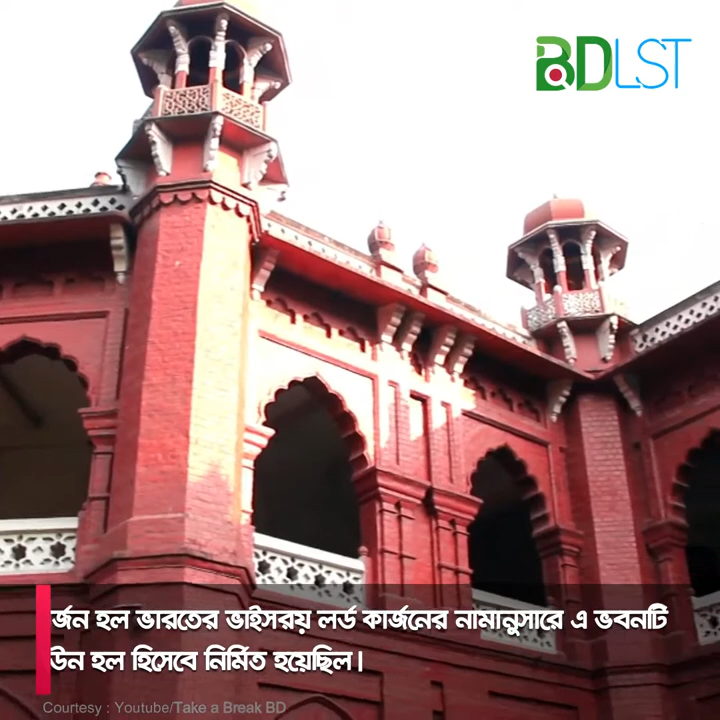 BDLST
র্জন হল ভারতের ভাইসরয় লর্ড কার্জনের নামানুসারে এ ভবনটি
উন হল হিসেবে নির্মিত হয়েছিল।
Courtesy : Youtube/Take a Break BD